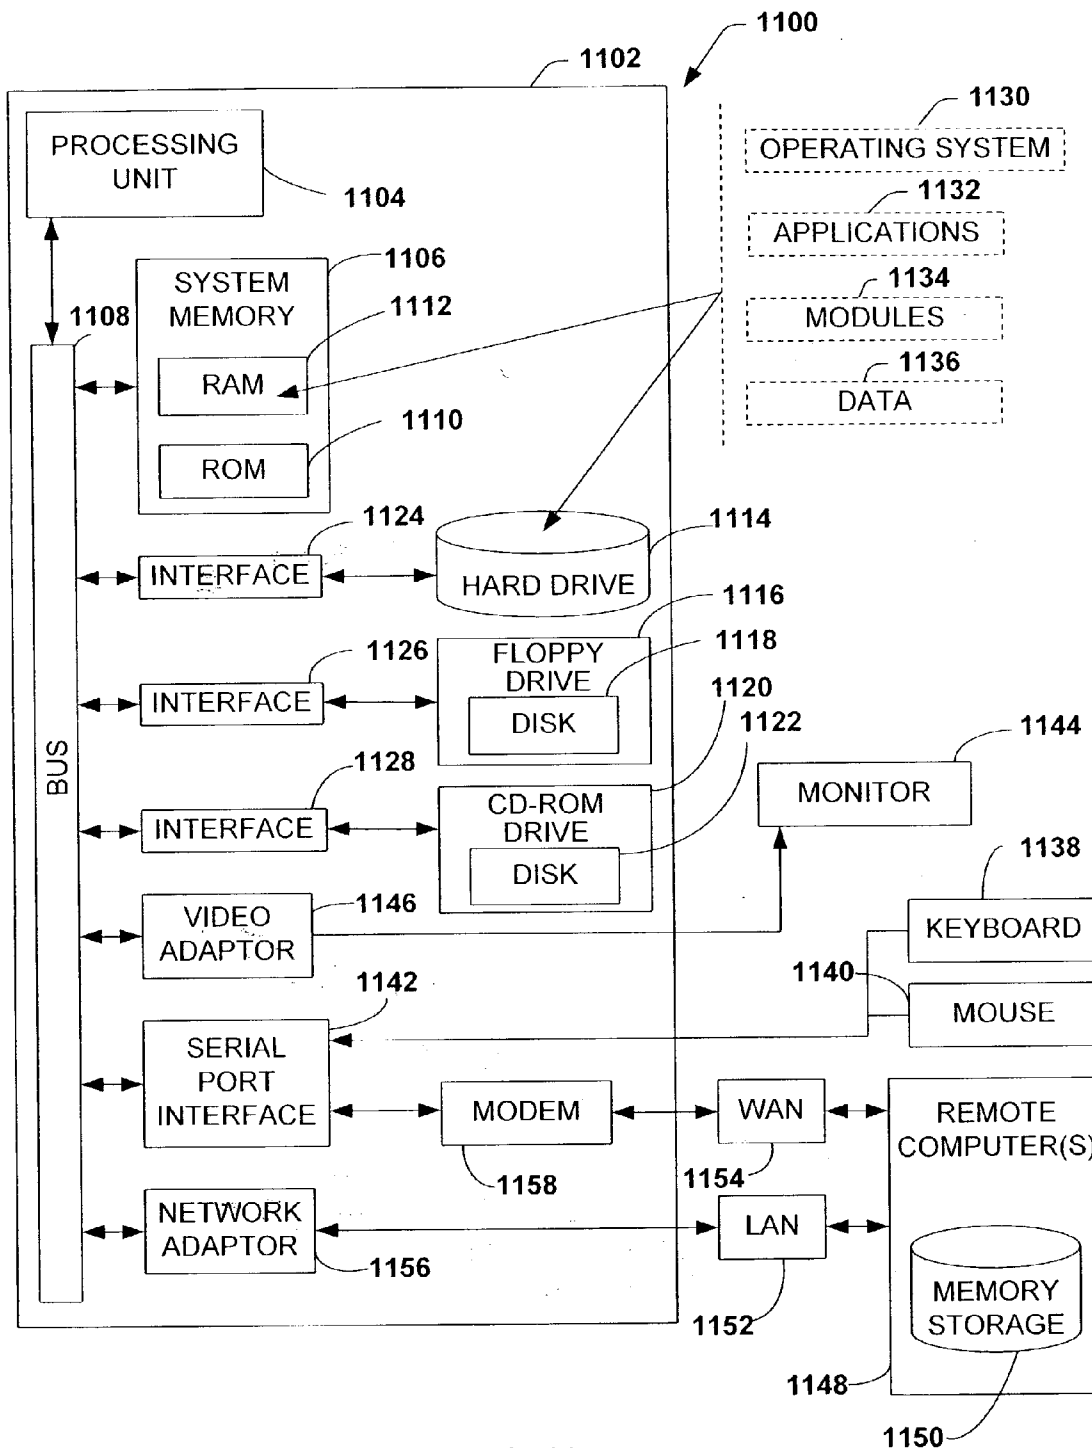 1100
1102
1130
PROCESSING
UNIT
OPERATING SYSTEM
1104
1132
APPLICATIONS
1106
SYSTEM
MEMORY
1134
1108
1112
MODULES
1136
RAM
DATA
1110
ROM
1124
1114
INTERFACE
HARD DRIVE
1116
1118
1126
FLOPPY
DRIVE
1120
INTERFACE
DISK
1122
1144
BUS
1128
MONITOR
CD-ROM
DRIVE
INTERFACE
1138
DISK
1146
VIDEO
ADAPTOR
KEYBOARD
1140
1142
MOUSE
SERIAL
PORT
INTERFACE
MODEM
WAN
REMOTE
COMPUTER(S)
1158
1154
NETWORK
ADAPTOR
LAN
1156
MEMORY
STORAGE
1152
1148
1150